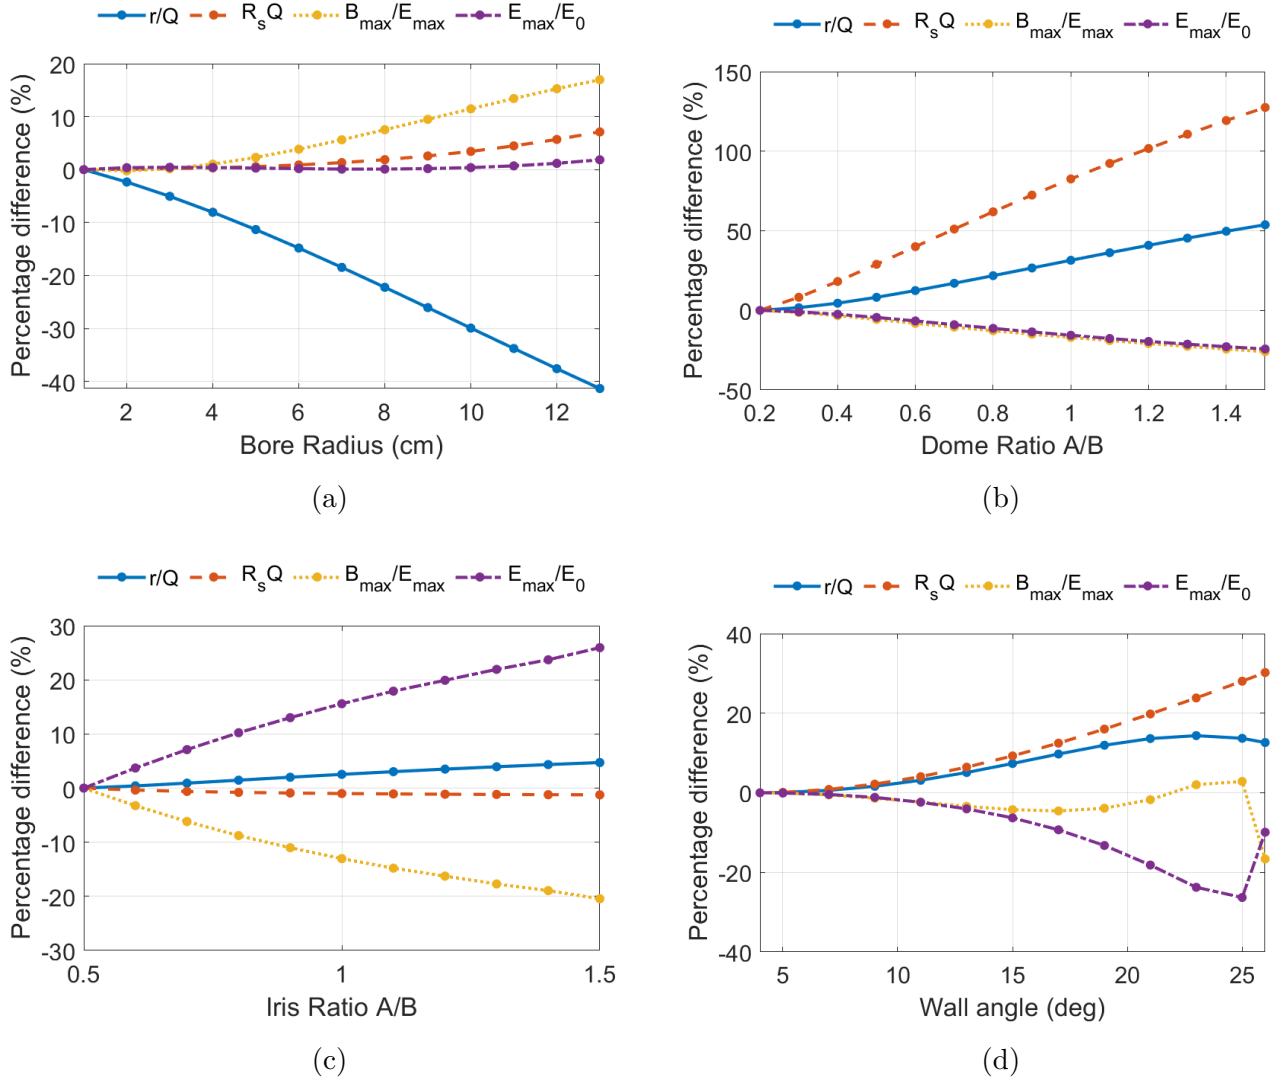 r/Q R_sQ B_max/E_max E_max/E_0
20
10
0
-10
-20
-30
-40
Percentage difference (%)
2 4 6 8 10 12
Bore Radius (cm)
(a)
r/Q R_sQ B_max/E_max E_max/E_0
150
100
50
0
-50
Percentage difference (%)
0.2 0.4 0.6 0.8 1 1.2 1.4
Dome Ratio A/B
(b)
r/Q R_sQ B_max/E_max E_max/E_0
30
20
10
0
-10
-20
-30
Percentage difference (%)
0.5 1 1.5
Iris Ratio A/B
(c)
r/Q R_sQ B_max/E_max E_max/E_0
40
20
0
-20
-40
Percentage difference (%)
5 10 15 20 25
Wall angle (deg)
(d)